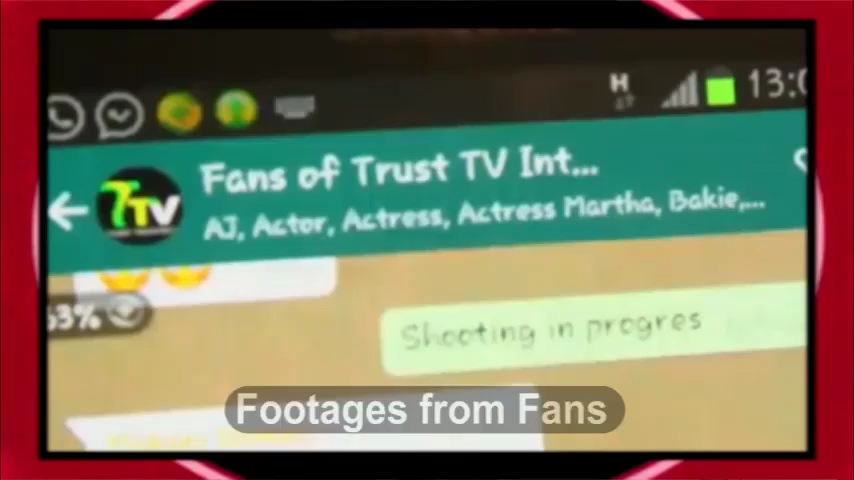 H
13:0
Fans of Trust TV Int...
TTV
AJ, Actor, Actress, Actress Martha, Bakie,...
63%
Shooting in progres
Footages from Fans